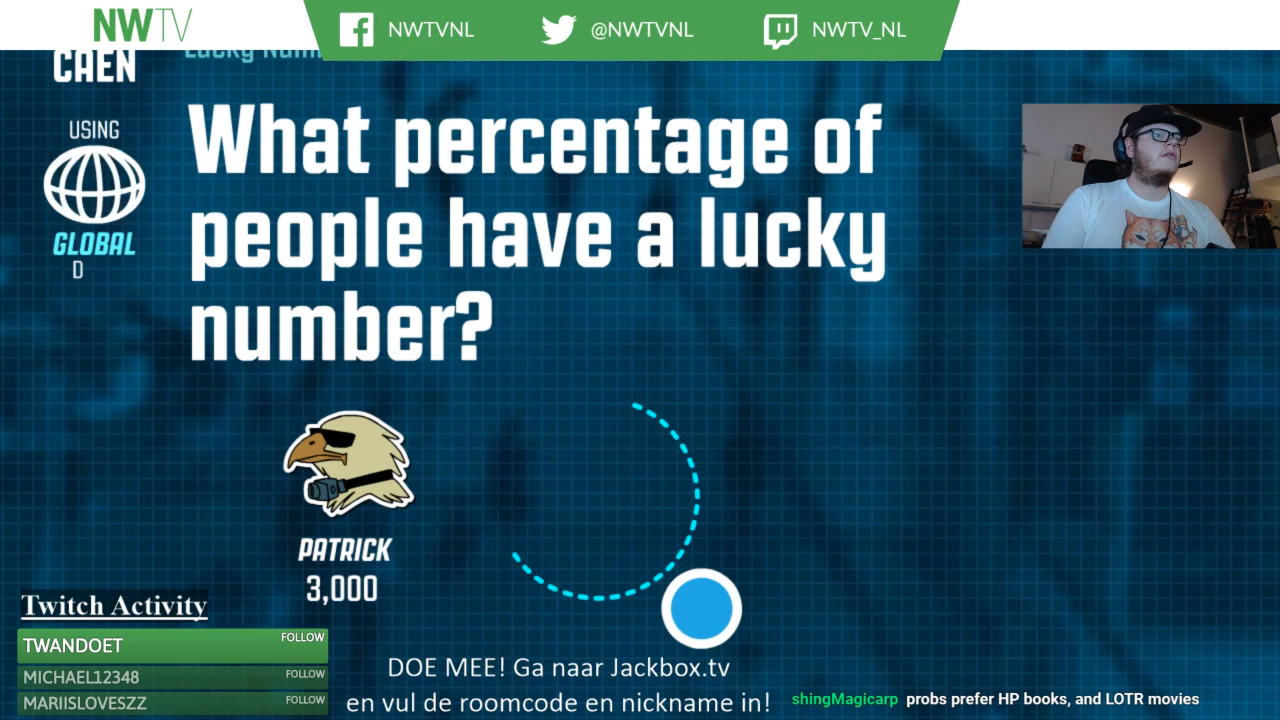 NWTV
NWTVNL
@NWTVNL
NWTV_NL
CAEN
Lucky Num
USING
GLOBAL
D
What percentage of
people have a lucky
number?
PATRICK
3,000
Twitch Activity
TWANDOET FOLLOW
MICHAEL12348 FOLLOW
MARIISLOVESZZ FOLLOW
DOE MEE! Ga naar Jackbox.tv
en vul de roomcode en nickname in!
shingMagicarp probs prefer HP books, and LOTR movies